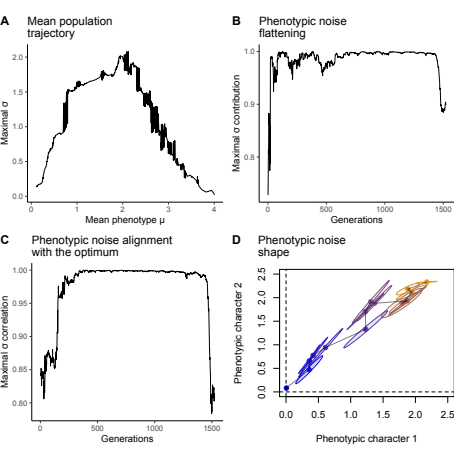 A Mean population
trajectory
Maximal σ
2.0
1.5
1.0
0.5
0.0
0 1 2 3 4
Mean phenotype μ
B Phenotypic noise
flattening
Maximal σ contribution
1.0
0.9
0.8
0 500 1000 1500
Generations
C Phenotypic noise alignment
with the optimum
Maximal σ correlation
1.00
0.95
0.90
0.85
0.80
0 500 1000 1500
Generations
D Phenotypic noise
shape
Phenotypic character 2
2.5
2.0
1.5
1.0
0.5
0.0
0.0 0.5 1.0 1.5 2.0 2.5
Phenotypic character 1